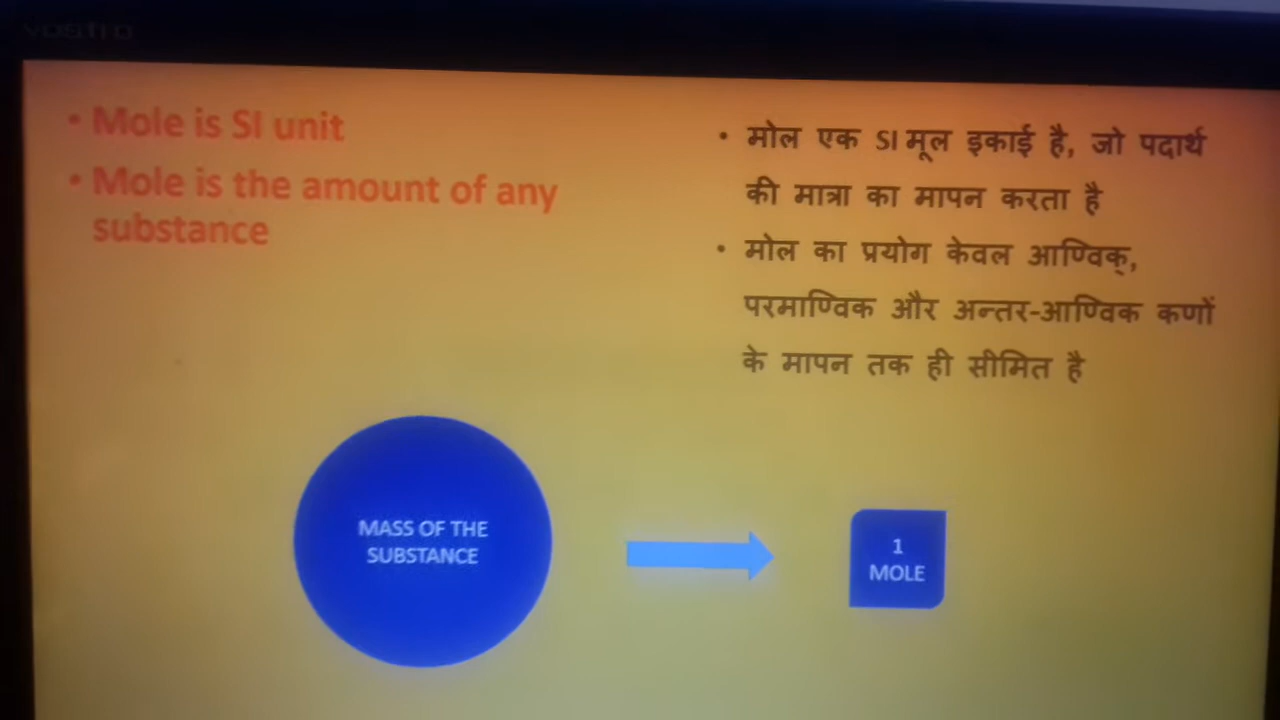 VOSTRO
• Mole is SI unit
• Mole is the amount of any
substance
• मोल एक SI मूल इकाई है, जो पदार्थ
की मात्रा का मापन करता है
• मोल का प्रयोग केवल आण्विक्,
परमाण्विक और अन्तर-आण्विक कणों
के मापन तक ही सीमित है
MASS OF THE
SUBSTANCE
1
MOLE